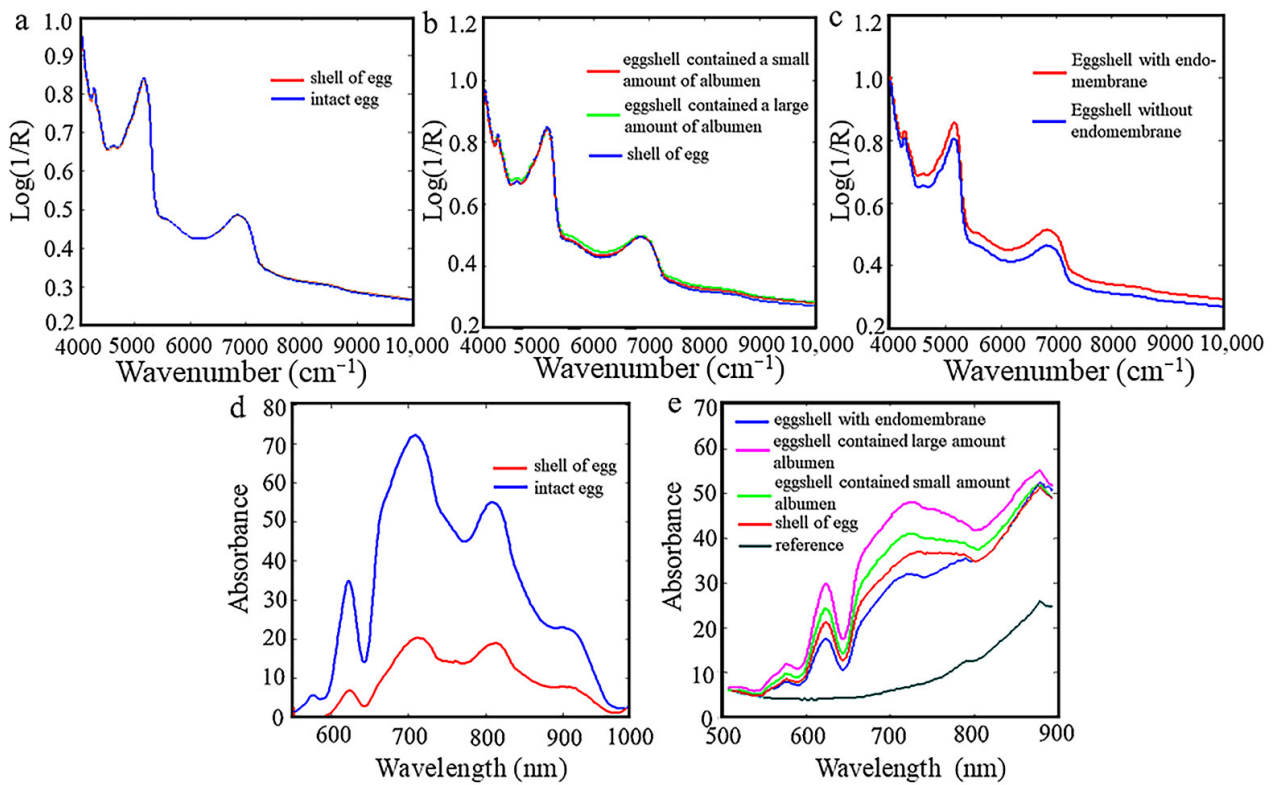 a
1.0
0.9
0.8
0.7
0.6
0.5
0.4
0.3
0.2
Log(1/R)
shell of egg
intact egg
4000 5000 6000 7000 8000 9000 10,000
Wavenumber (cm⁻¹)
b
1.2
1.0
0.8
0.6
0.4
0.2
Log(1/R)
eggshell contained a small
amount of albumen
eggshell contained a large
amount of albumen
shell of egg
4000 5000 6000 7000 8000 9000 10,000
Wavenumber (cm⁻¹)
c
1.2
1.0
0.8
0.6
0.4
0.2
Log(1/R)
Eggshell with endo-
membrane
Eggshell without
endomembrane
4000 5000 6000 7000 8000 9000 10,000
Wavenumber (cm⁻¹)
d
80
70
60
50
40
30
20
10
0
Absorbance
shell of egg
intact egg
600 700 800 900 1000
Wavelength (nm)
e
70
60
50
40
30
20
10
0
Absorbance
eggshell with endomembrane
eggshell contained large amount
albumen
eggshell contained small amount
albumen
shell of egg
reference
500 600 700 800 900
Wavelength (nm)